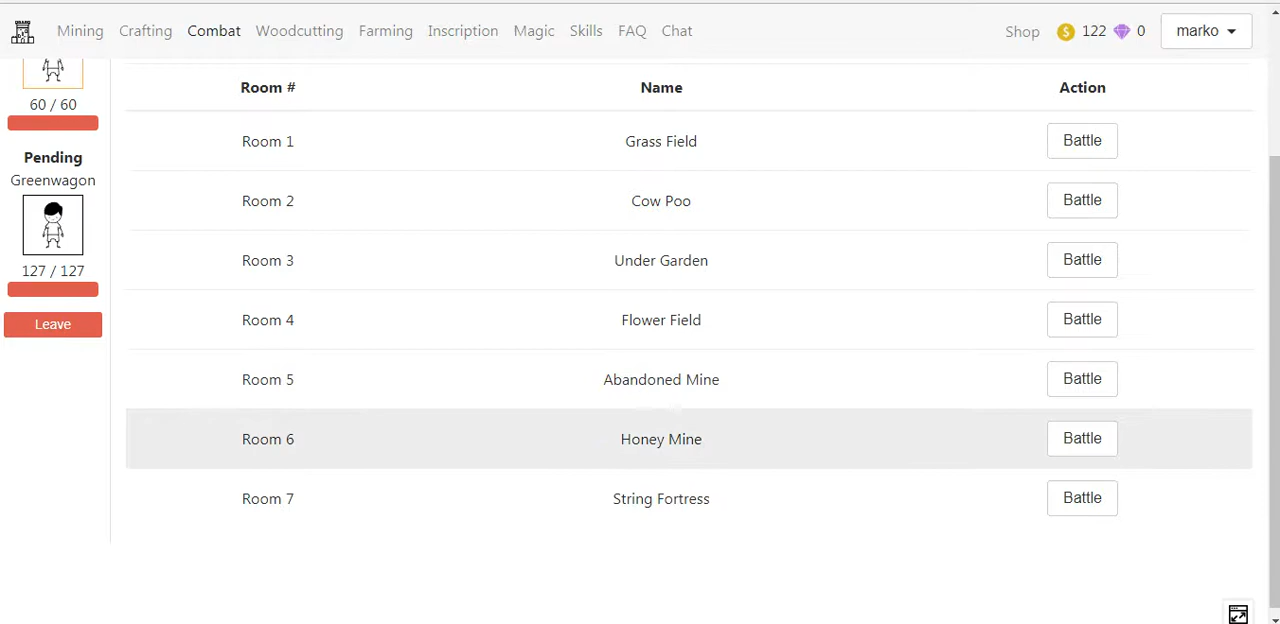 Mining Crafting Combat Woodcutting Farming Inscription Magic Skills FAQ Chat Shop 122 0 marko
60 / 60
Pending
Greenwagon
127 / 127
Leave
Room # Name Action
Room 1 Grass Field Battle
Room 2 Cow Poo Battle
Room 3 Under Garden Battle
Room 4 Flower Field Battle
Room 5 Abandoned Mine Battle
Room 6 Honey Mine Battle
Room 7 String Fortress Battle